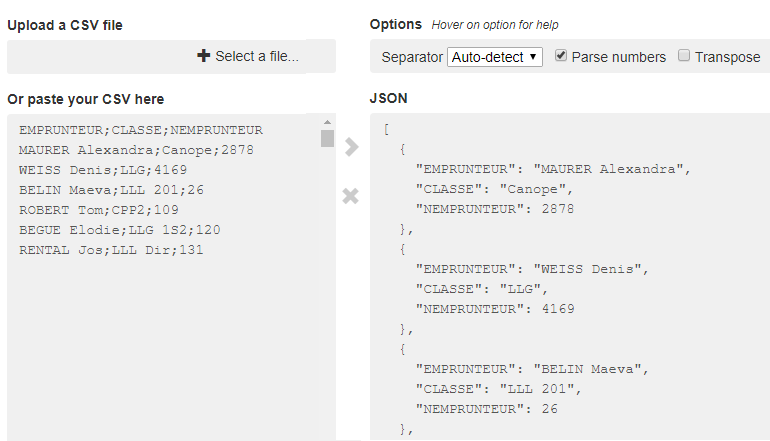 Upload a CSV file
Select a file...
Or paste your CSV here
EMPRUNTEUR;CLASSE;NEMPRUNTEUR
MAURER Alexandra;Canope;2878
WEISS Denis;LLG;4169
BELIN Maeva;LLL 201;26
ROBERT Tom;CPP2;109
BEGUE Elodie;LLG 1S2;120
RENTAL Jos;LLL Dir;131
Options Hover on option for help
Separator Auto-detect Parse numbers Transpose
JSON
[
{
"EMPRUNTEUR": "MAURER Alexandra",
"CLASSE": "Canope",
"NEMPRUNTEUR": 2878
},
{
"EMPRUNTEUR": "WEISS Denis",
"CLASSE": "LLG",
"NEMPRUNTEUR": 4169
},
{
"EMPRUNTEUR": "BELIN Maeva",
"CLASSE": "LLL 201",
"NEMPRUNTEUR": 26
},